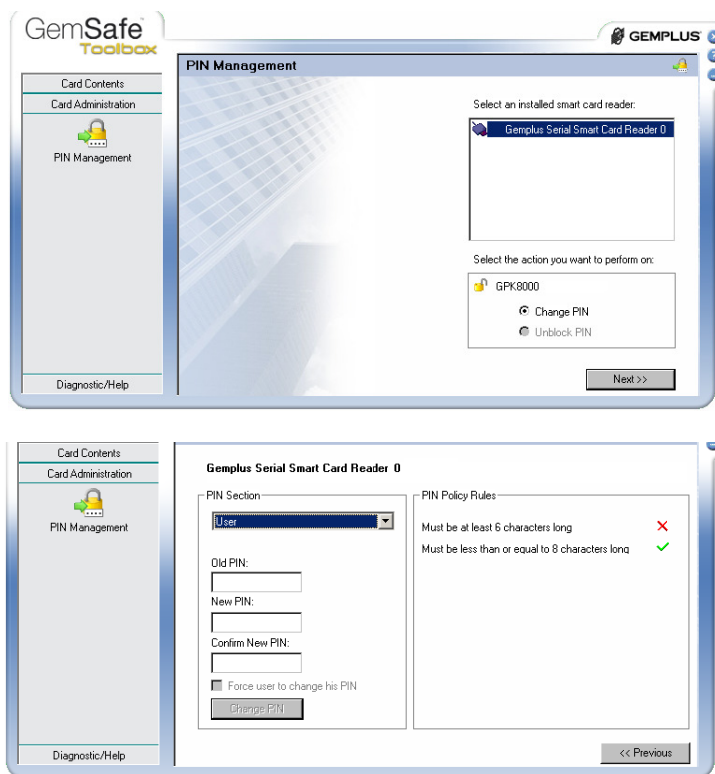 GemSafe
Toolbox
GEMPLUS
PIN Management
Card Contents
Card Administration
PIN Management
Diagnostic/Help
Select an installed smart card reader:
Gemplus Serial Smart Card Reader 0
Select the action you want to perform on:
GPK8000
Change PIN
Unblock PIN
Next >>
Card Contents
Card Administration
PIN Management
Diagnostic/Help
Gemplus Serial Smart Card Reader 0
PIN Section
User
Old PIN:
New PIN:
Confirm New PIN:
Force user to change his PIN
Change PIN
PIN Policy Rules
Must be at least 6 characters long
Must be less than or equal to 8 characters long
<< Previous